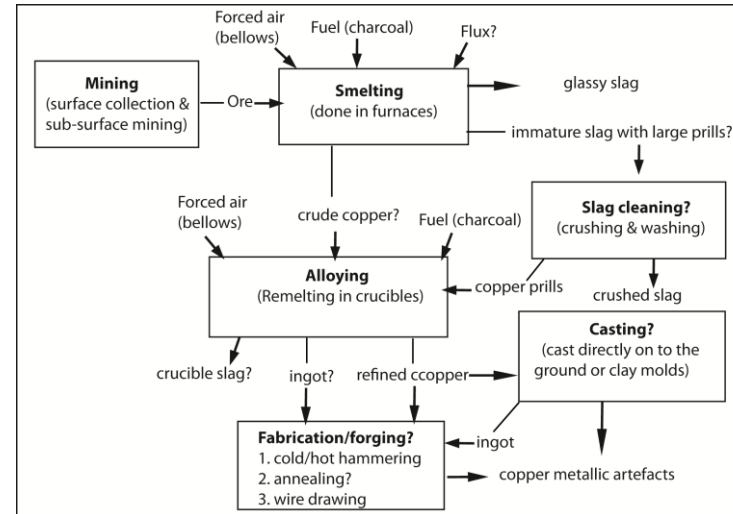 Forced air
(bellows)
Fuel (charcoal)
Flux?
Mining
(surface collection &
sub-surface mining)
Ore
Smelting
(done in furnaces)
glassy slag
immature slag with large prills?
Forced air
(bellows)
crude copper?
Fuel (charcoal)
Slag cleaning?
(crushing & washing)
Alloying
(Remelting in crucibles)
copper prills
crushed slag
Casting?
(cast directly on to the
ground or clay molds)
crucible slag?
ingot?
refined ccopper
ingot
Fabrication/forging?
1. cold/hot hammering
2. annealing?
3. wire drawing
copper metallic artefacts